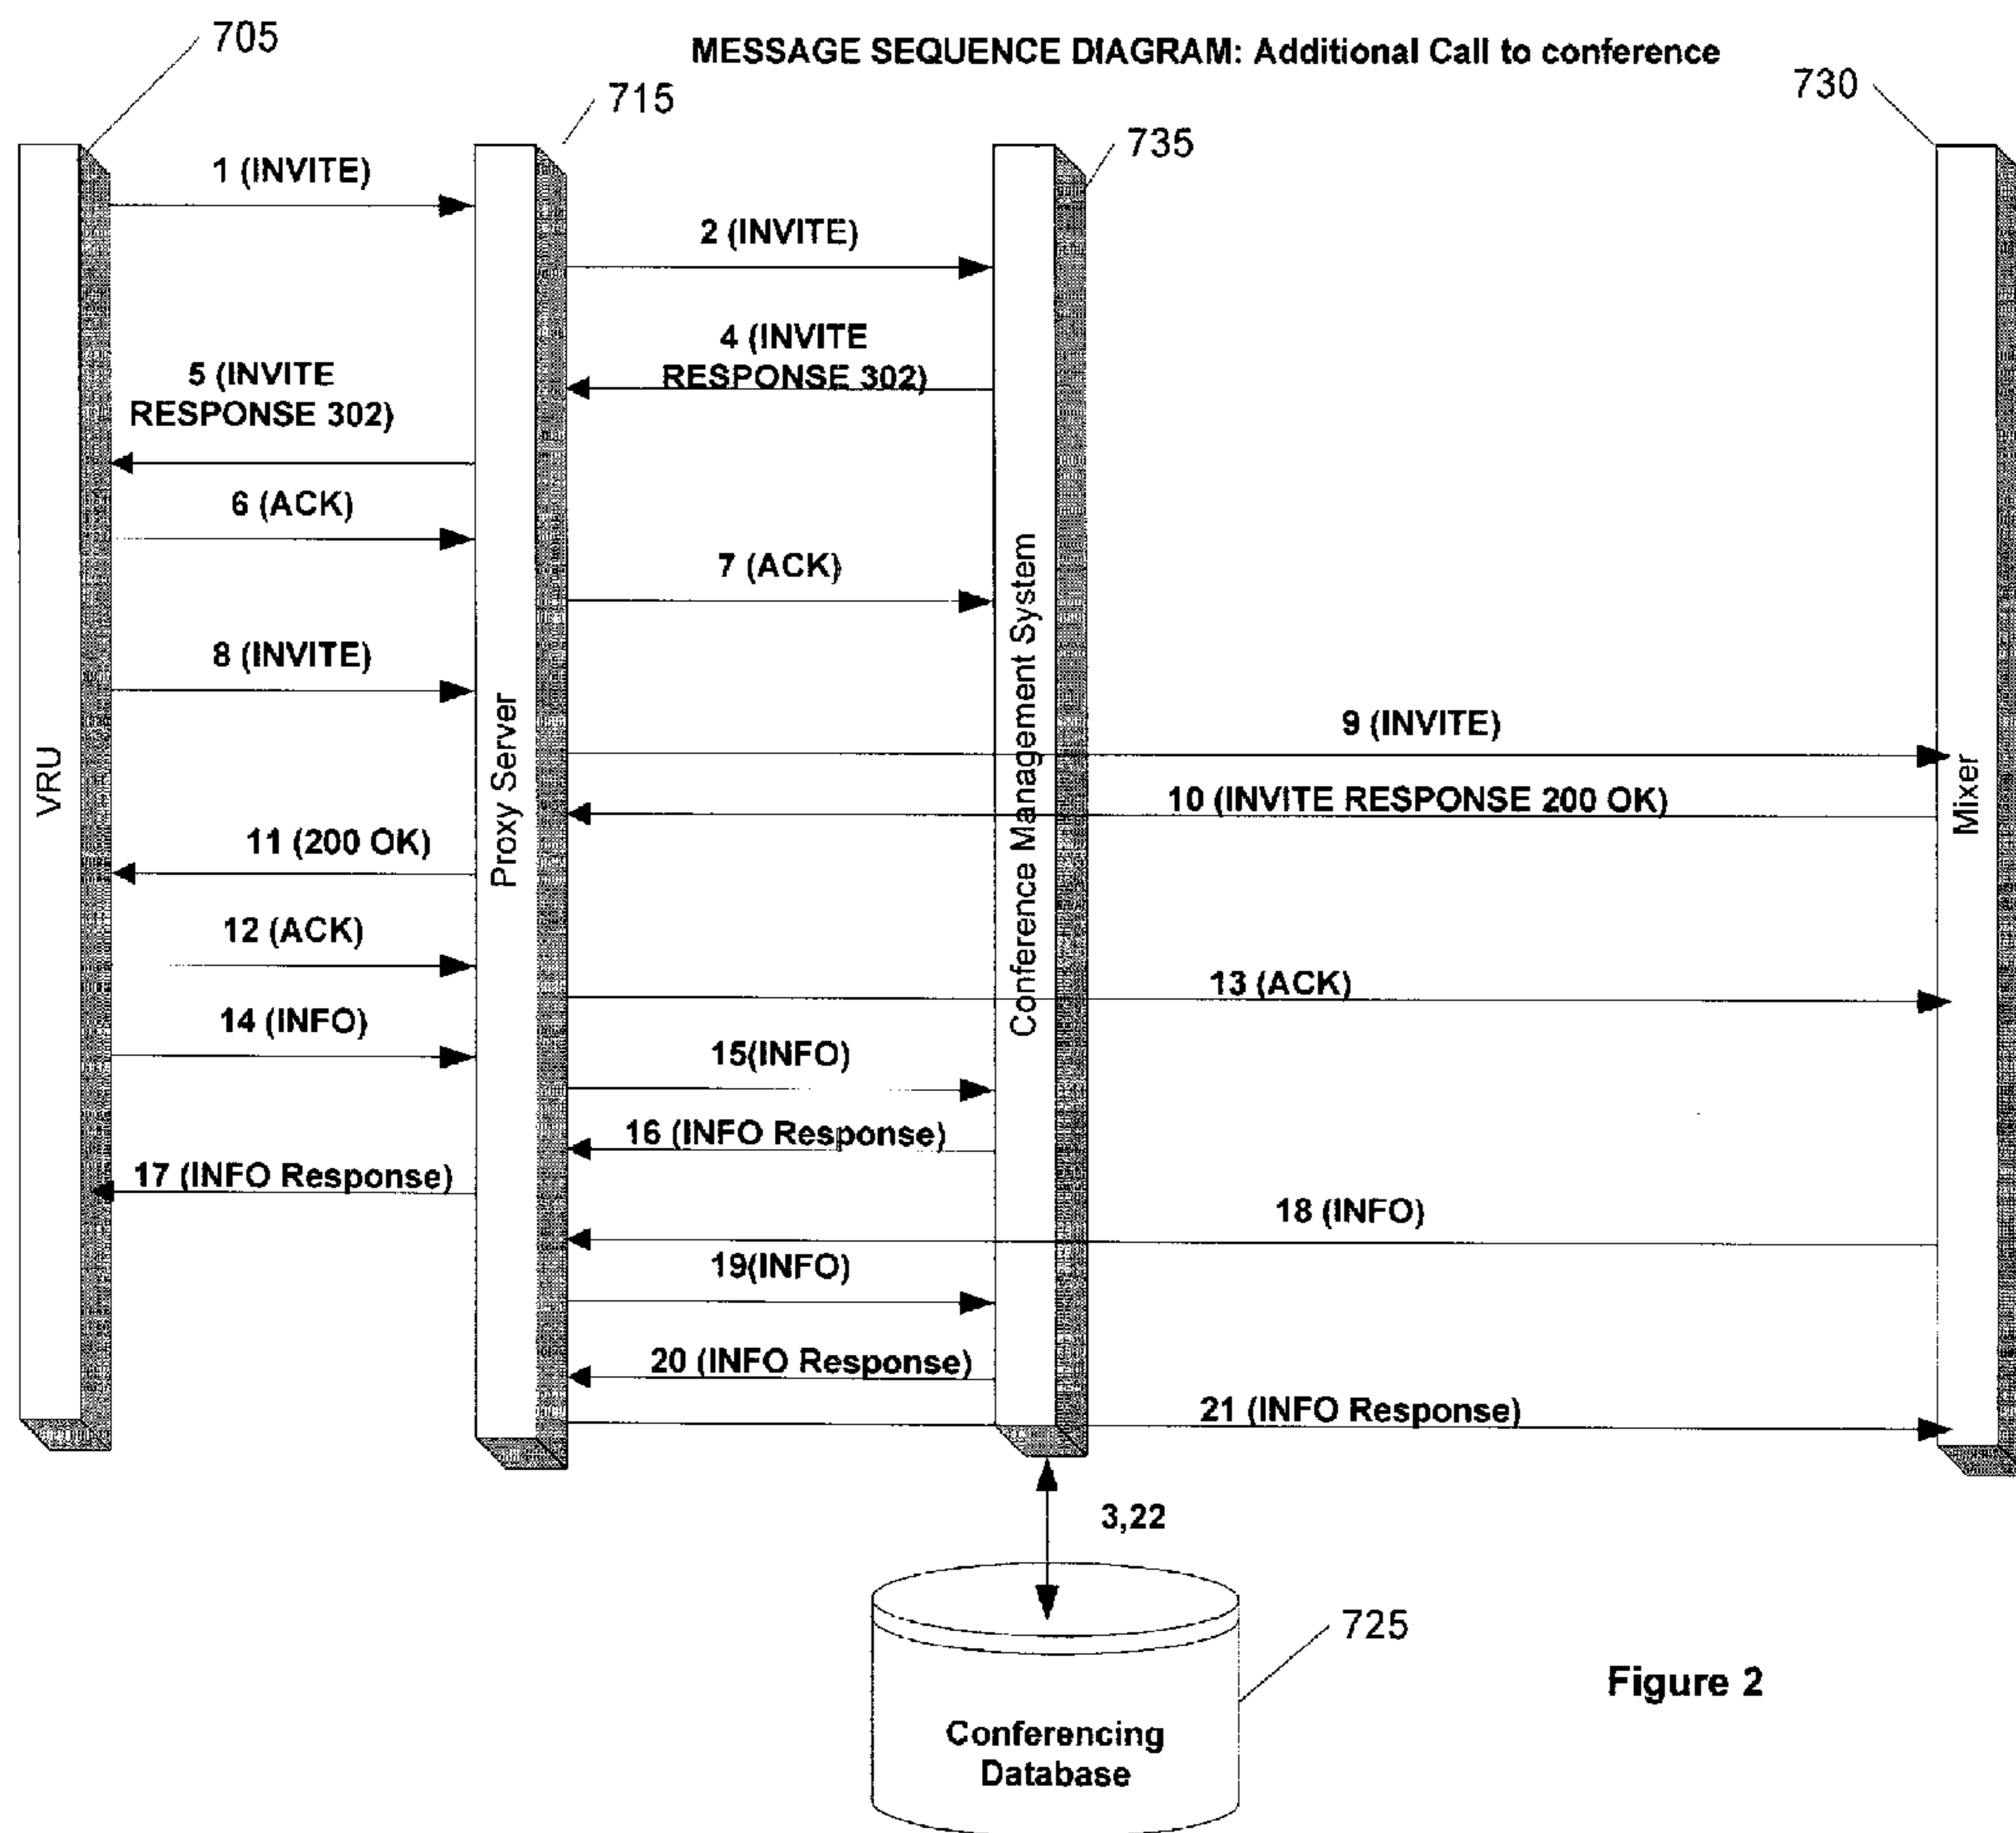 705
MESSAGE SEQUENCE DIAGRAM: Additional Call to conference
715
730
735
1 (INVITE)
2 (INVITE)
4 (INVITE
RESPONSE 302)
5 (INVITE
RESPONSE 302)
6 (ACK)
7 (ACK)
8 (INVITE)
9 (INVITE)
10 (INVITE RESPONSE 200 OK)
11 (200 OK)
12 (ACK)
13 (ACK)
14 (INFO)
15(INFO)
16 (INFO Response)
17 (INFO Response)
18 (INFO)
19(INFO)
20 (INFO Response)
21 (INFO Response)
VRU
Proxy Server
Conference Management System
Mixer
3,22
725
Conferencing
Database
Figure 2